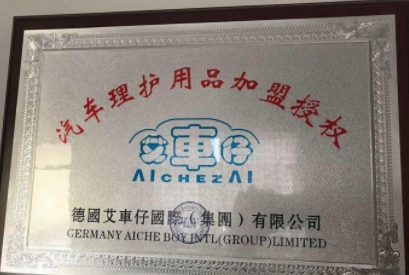 汽车理护用品加盟授权
艾車仔
AICHEZAI
德國艾車仔國際（集團）有限公司
GERMANY AICHE BOY INTL(GROUP)LIMITED